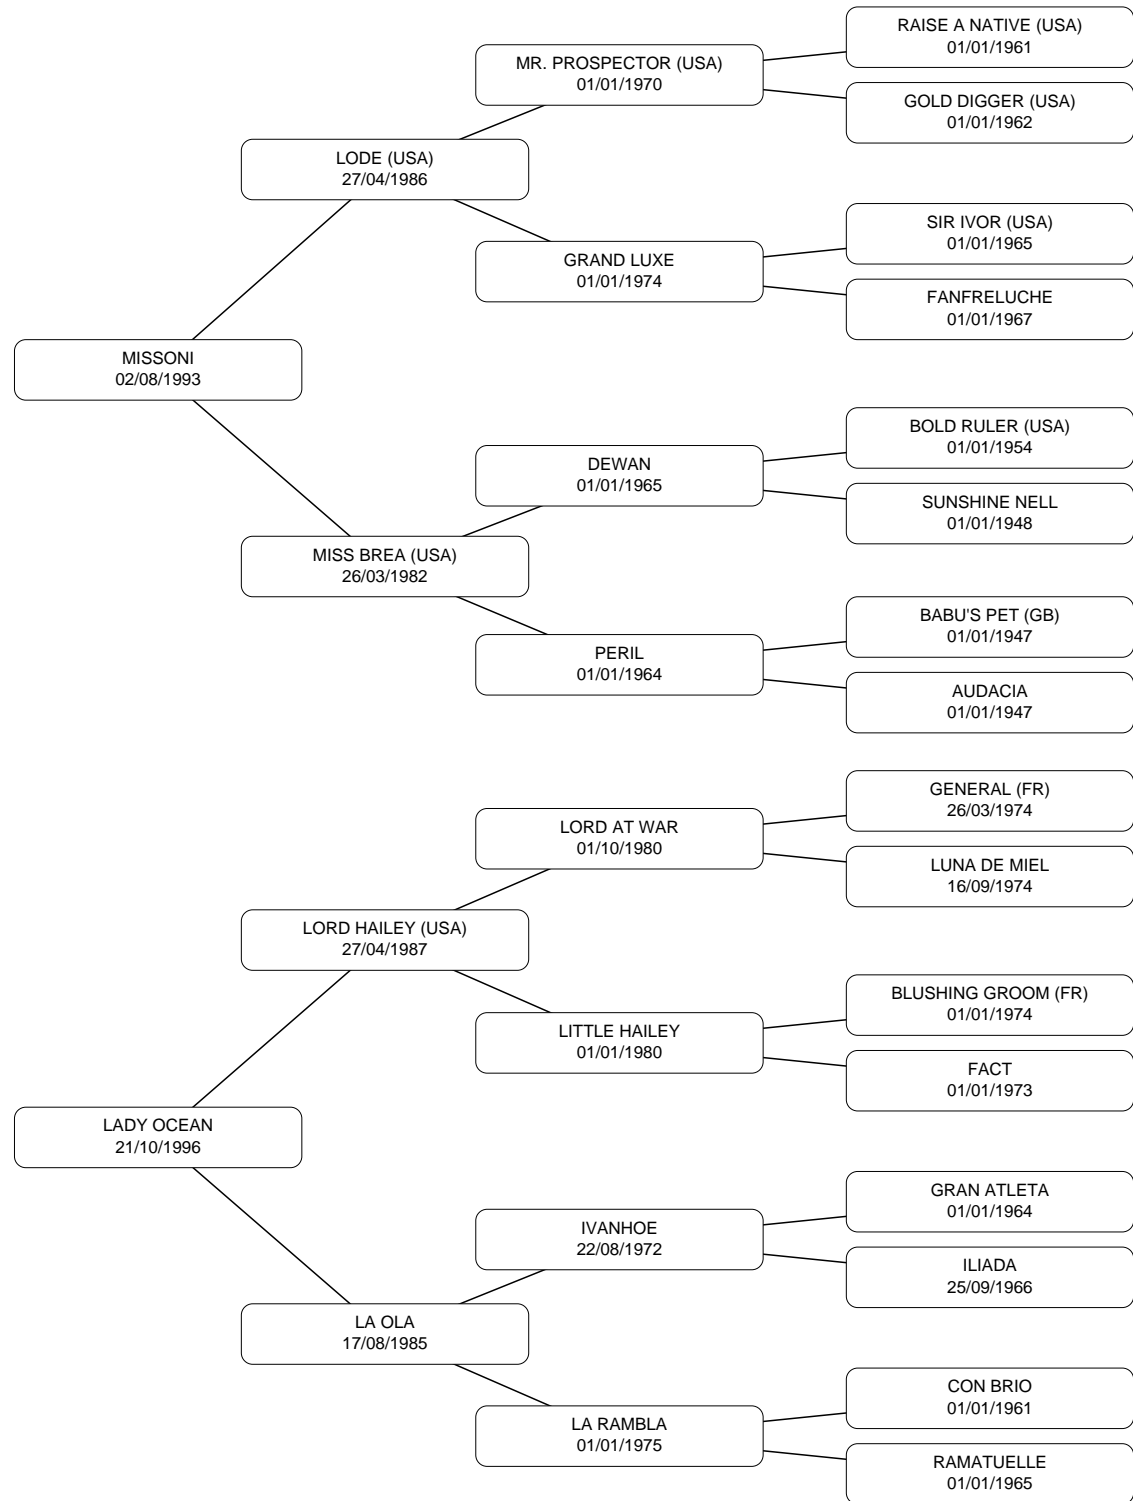 RAISE A NATIVE (USA)
01/01/1961
MR. PROSPECTOR (USA)
01/01/1970
GOLD DIGGER (USA)
01/01/1962
LODE (USA)
27/04/1986
SIR IVOR (USA)
01/01/1965
GRAND LUXE
01/01/1974
FANFRELUCHE
01/01/1967
MISSONI
02/08/1993
BOLD RULER (USA)
01/01/1954
DEWAN
01/01/1965
SUNSHINE NELL
01/01/1948
MISS BREA (USA)
26/03/1982
BABU'S PET (GB)
01/01/1947
PERIL
01/01/1964
AUDACIA
01/01/1947
GENERAL (FR)
26/03/1974
LORD AT WAR
01/10/1980
LUNA DE MIEL
16/09/1974
LORD HAILEY (USA)
27/04/1987
BLUSHING GROOM (FR)
01/01/1974
LITTLE HAILEY
01/01/1980
FACT
01/01/1973
LADY OCEAN
21/10/1996
GRAN ATLETA
01/01/1964
IVANHOE
22/08/1972
ILIADA
25/09/1966
LA OLA
17/08/1985
CON BRIO
01/01/1961
LA RAMBLA
01/01/1975
RAMATUELLE
01/01/1965